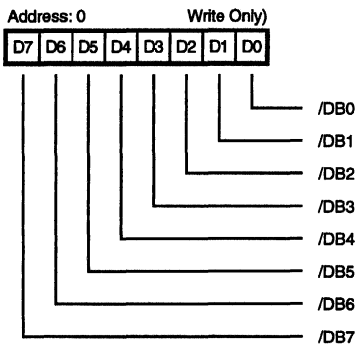 Address: 0 Write Only)
D7 D6 D5 D4 D3 D2 D1 D0
/DB0
/DB1
/DB2
/DB3
/DB4
/DB5
/DB6
/DB7